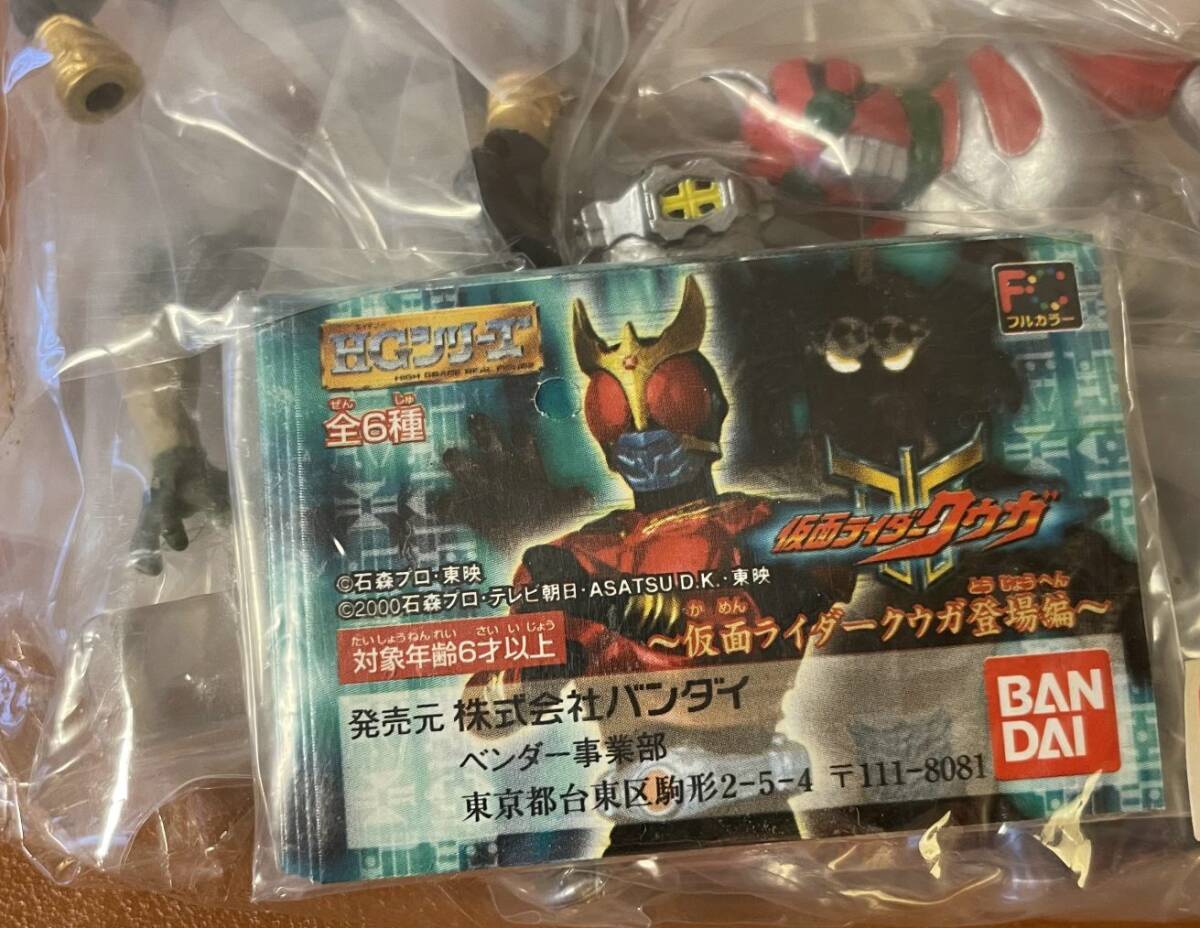 HGシリーズ
HIGH GRADE REAL FIGURE
ぜん しゅ
全6種
フルカラー
仮面ライダークウガ
©石森プロ・東映
©2000石森プロ・テレビ朝日・ASATSU D.K.・東映
たいしょうねんれい さい いじょう
対象年齢6才以上
かめん とうじょうへん
～仮面ライダークウガ登場編～
発売元 株式会社バンダイ
ベンダー事業部
東京都台東区駒形2-5-4 〒111-8081
BAN
DAI